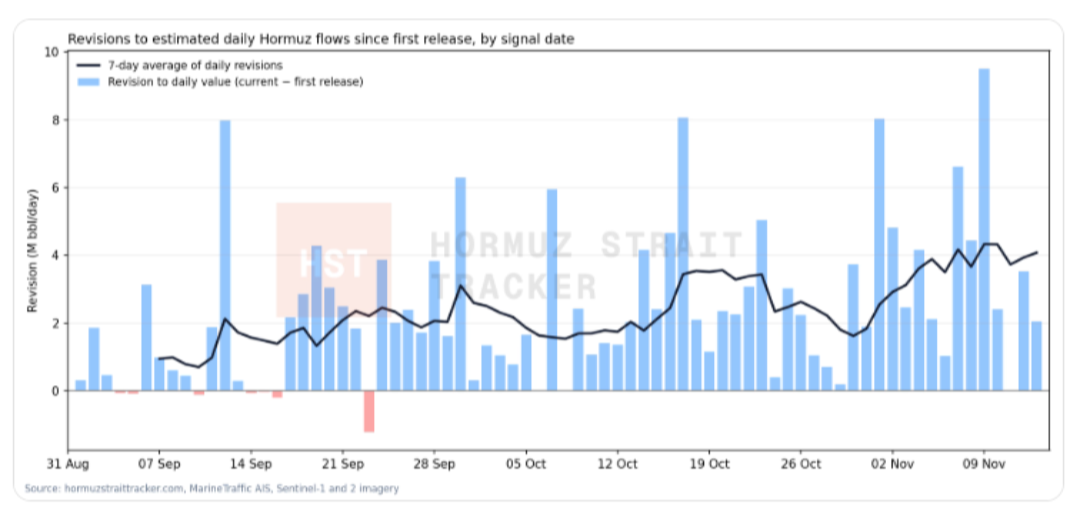 Revisions to estimated daily Hormuz flows since first release, by signal date
7-day average of daily revisions
Revision to daily value (current − first release)
10
8
6
4
2
0
Revision (M bbl/day)
HST
HORMUZ STRAIT
TRACKER
31 Aug 07 Sep 14 Sep 21 Sep 28 Sep 05 Oct 12 Oct 19 Oct 26 Oct 02 Nov 09 Nov
Source: hormuzstraittracker.com, MarineTraffic AIS, Sentinel-1 and 2 imagery